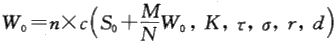 W₀=n×c(S₀+M/N W₀, K, τ, σ, r, d)